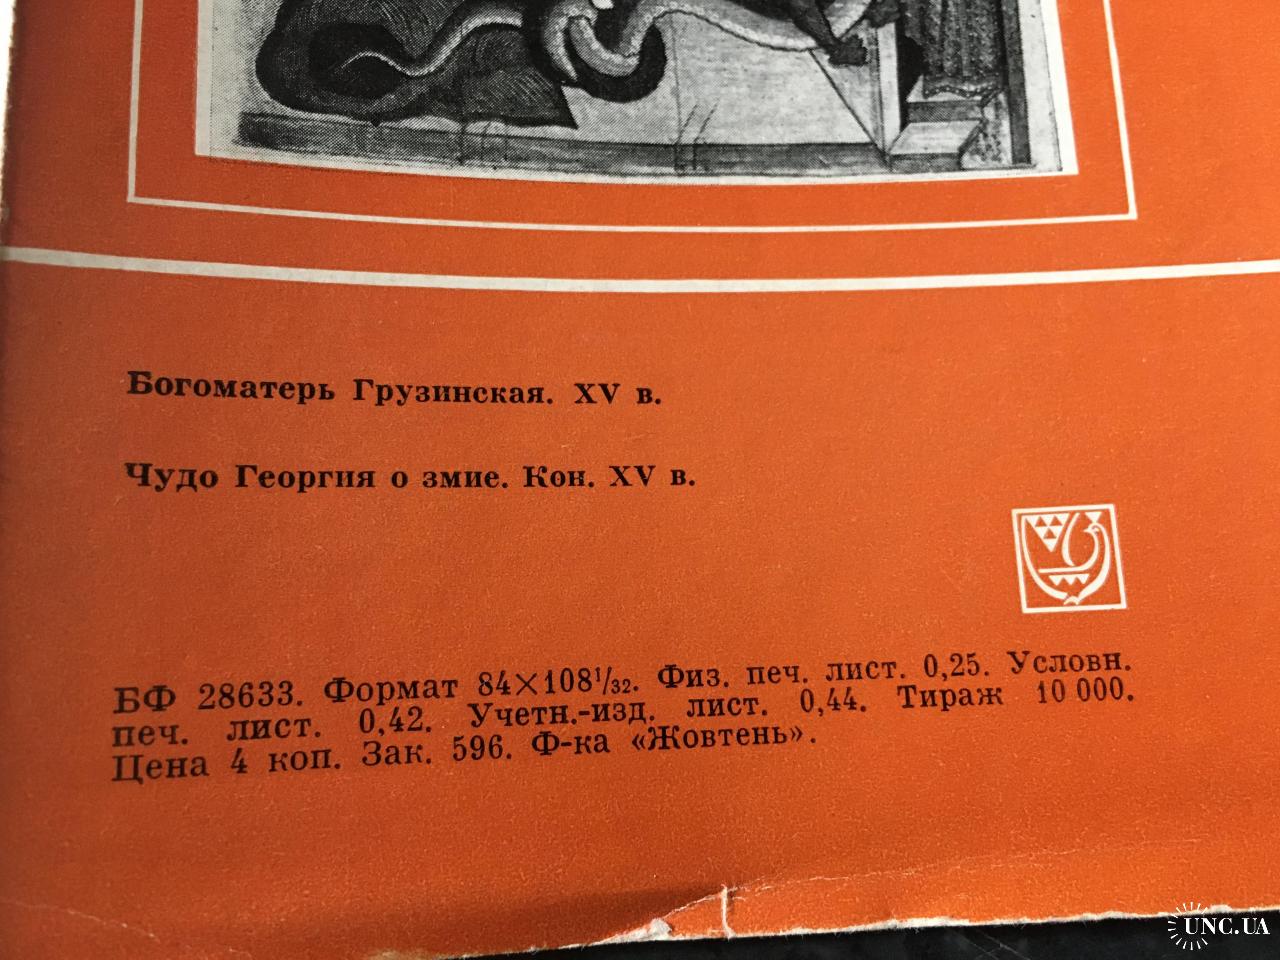 Богоматерь Грузинская. XV в.
Чудо Георгия о змие. Кон. XV в.
БФ 28633. Формат 84×108¹/₃₂. Физ. печ. лист. 0,25. Условн.
печ. лист. 0,42. Учетн.-изд. лист. 0,44. Тираж 10 000.
Цена 4 коп. Зак. 596. Ф-ка «Жовтень».
UNC.UA